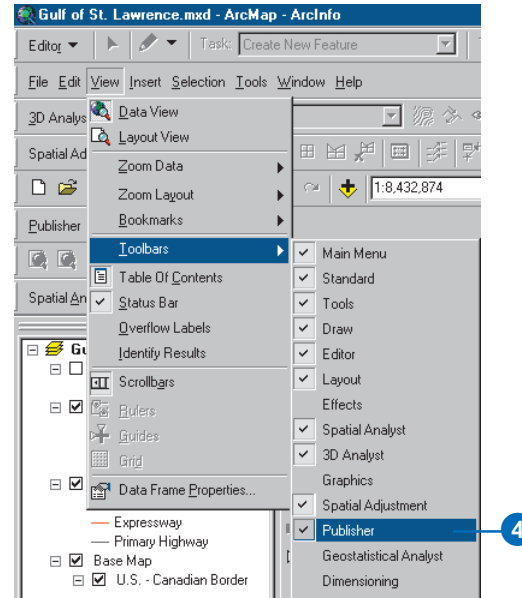 Gulf of St. Lawrence.mxd - ArcMap - ArcInfo
Editor Task: Create New Feature
File Edit View Insert Selection Tools Window Help
3D Analys
Spatial Ad
1:8,432,874
Publisher
Spatial An
Data View
Layout View
Zoom Data
Zoom Layout
Bookmarks
Toolbars
Table Of Contents
Status Bar
Overflow Labels
Identify Results
Scrollbars
Rulers
Guides
Grid
Data Frame Properties...
Main Menu
Standard
Tools
Draw
Editor
Layout
Effects
Spatial Analyst
3D Analyst
Graphics
Spatial Adjustment
Publisher
4
Geostatistical Analyst
Dimensioning
Gu
Expressway
Primary Highway
Base Map
U.S. - Canadian Border